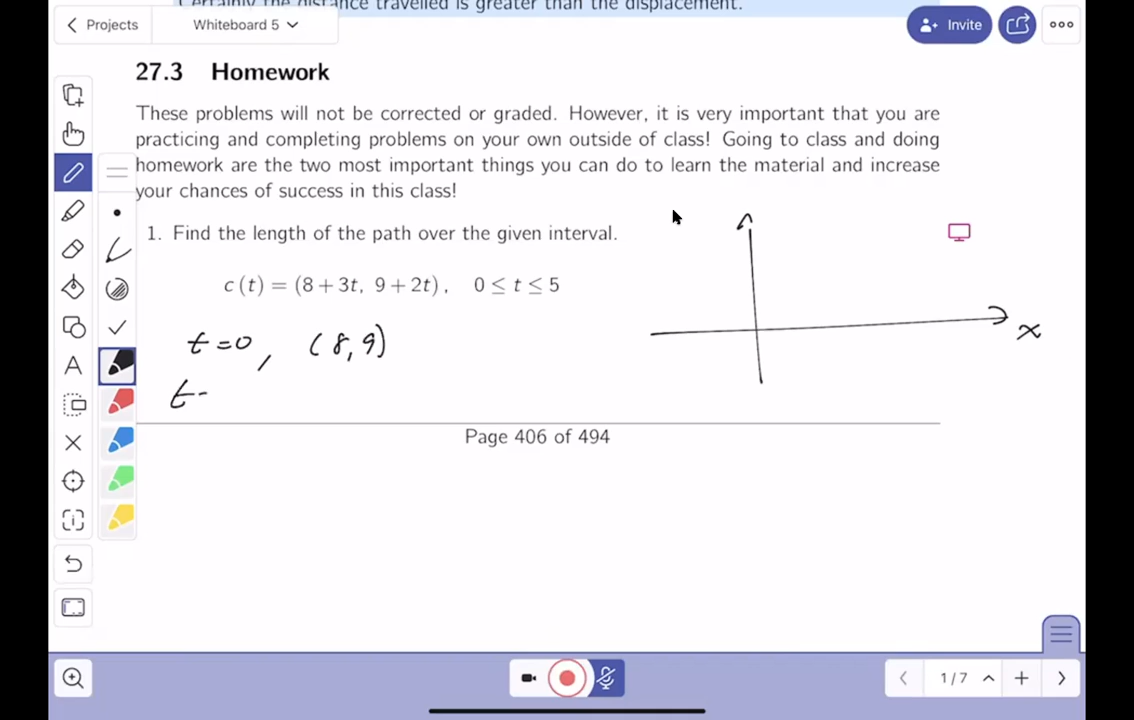 Certainly the distance travelled is greater than the displacement.
Projects
Whiteboard 5
Invite
27.3 Homework
These problems will not be corrected or graded. However, it is very important that you are
practicing and completing problems on your own outside of class! Going to class and doing
homework are the two most important things you can do to learn the material and increase
your chances of success in this class!
1. Find the length of the path over the given interval.
c (t) = (8 + 3t, 9 + 2t), 0 ≤ t ≤ 5
t = 0, (8, 9)
x
t-
A
Page 406 of 494
1 / 7